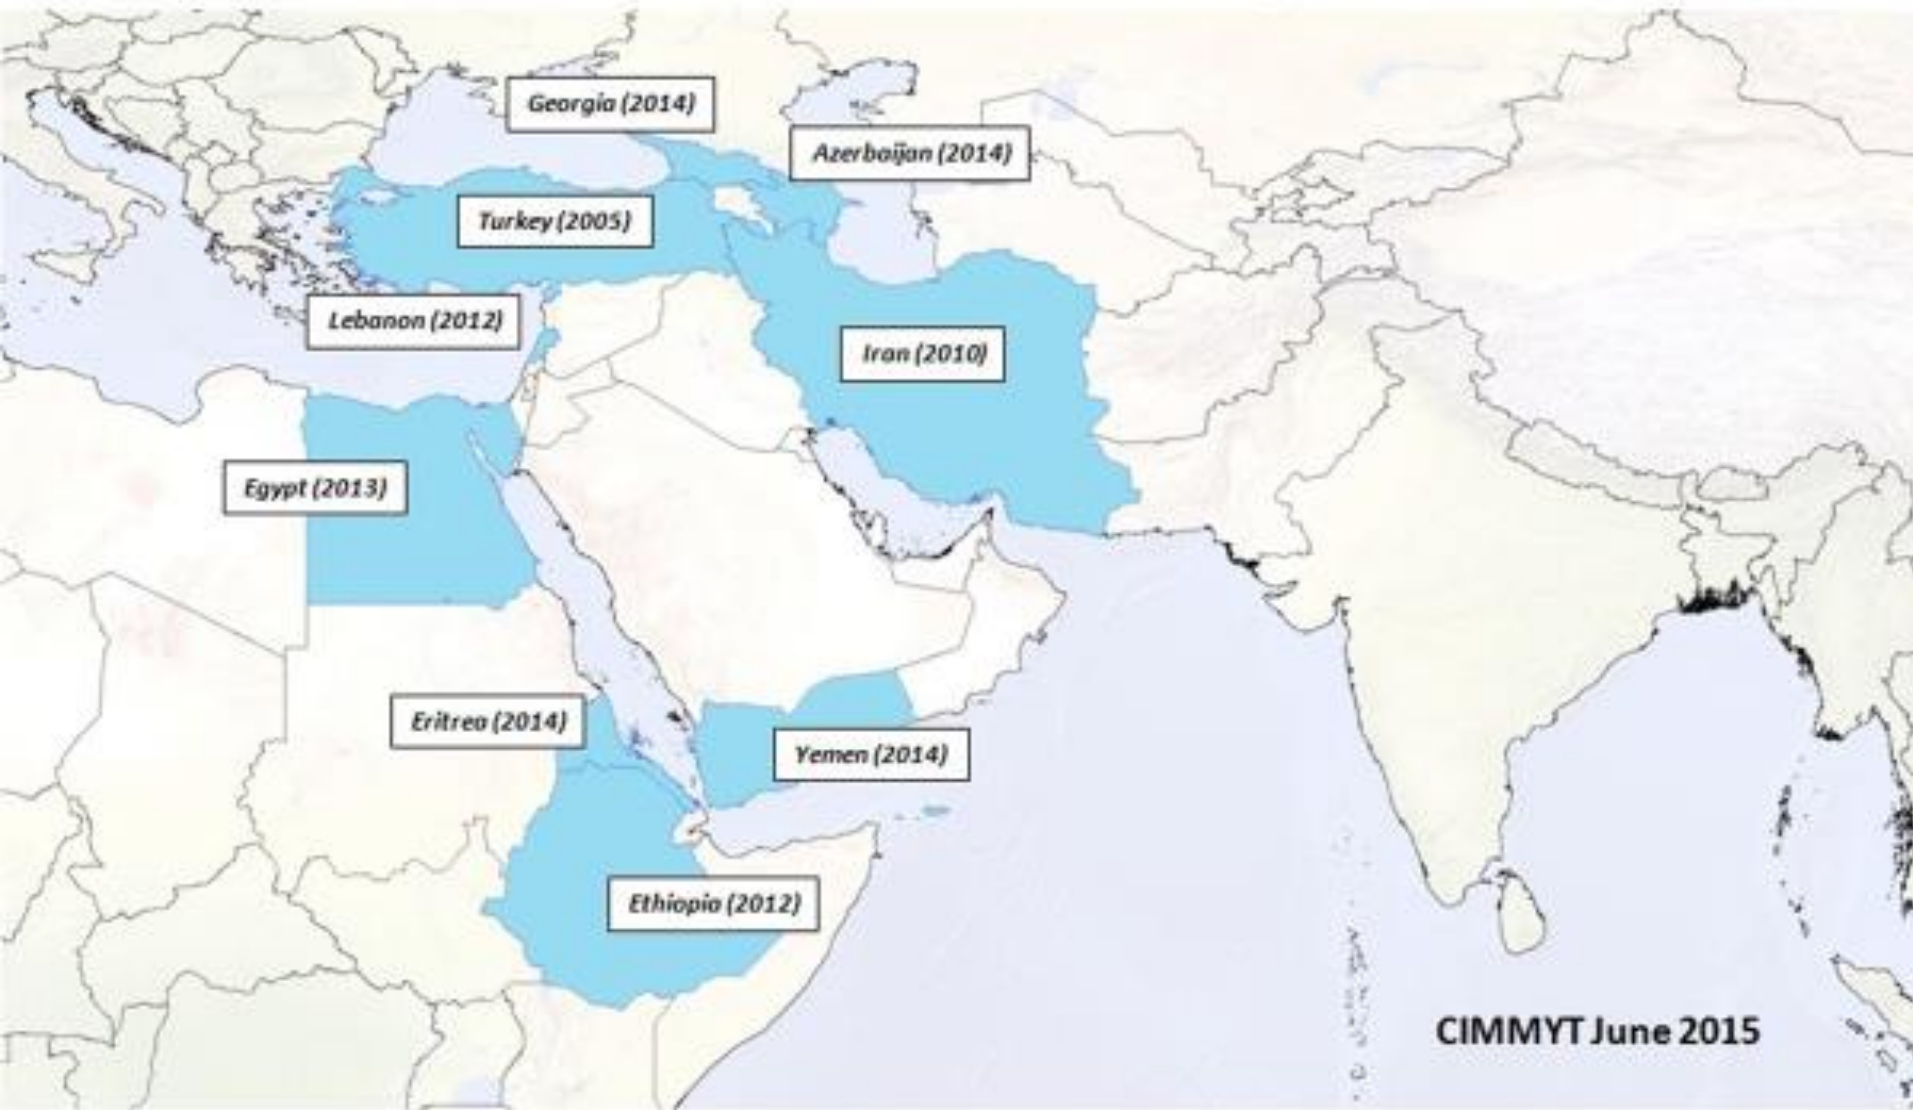 Georgia (2014)
Azerbaijan (2014)
Turkey (2005)
Lebanon (2012)
Iran (2010)
Egypt (2013)
Eritrea (2014)
Yemen (2014)
Ethiopia (2012)
CIMMYT June 2015